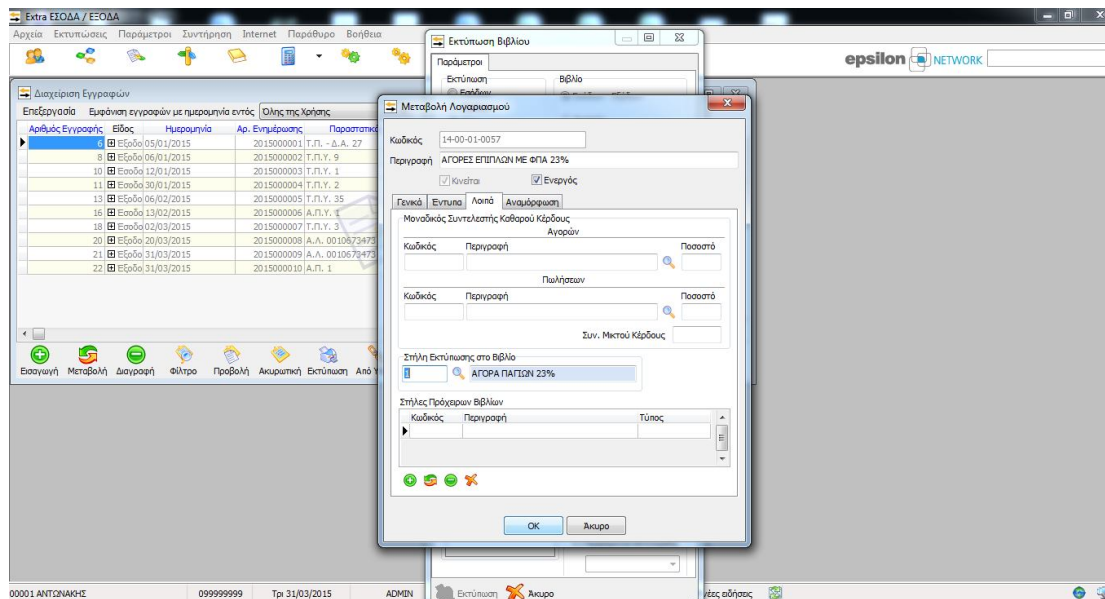 Extra ΕΣΟΔΑ / ΕΞΟΔΑ
Αρχεία Εκτυπώσεις Παράμετροι Συντήρηση Internet Παράθυρο Βοήθεια
epsilon NETWORK
Εκτύπωση Βιβλίου
Παράμετροι
Εκτύπωση Βιβλίο
Διαχείριση Εγγραφών
Επεξεργασία Εμφάνιση εγγραφών με ημερομηνία εντός Όλης της Χρήσης
Αριθμός Εγγραφής Είδος Ημερομηνία Αρ. Ενημέρωσης
6 Έξοδο 05/01/2015 2015000001 Τ.Π. - Δ.Α. 27
8 Έξοδο 06/01/2015 2015000002 Τ.Π.Υ. 9
10 Έσοδο 12/01/2015 2015000003 Τ.Π.Υ. 1
11 Έσοδο 30/01/2015 2015000004 Τ.Π.Υ. 2
13 Έξοδο 06/02/2015 2015000005 Τ.Π.Υ. 35
16 Έσοδο 13/02/2015 2015000006 Α.Π.Υ. 1
18 Έσοδο 02/03/2015 2015000007 Τ.Π.Υ. 3
20 Έξοδο 20/03/2015 2015000008 Α.Λ. 0010673473
21 Έξοδο 31/03/2015 2015000009 Α.Λ. 0010673473
22 Έξοδο 31/03/2015 2015000010 Α.Π. 1
Εισαγωγή Μεταβολή Διαγραφή Φίλτρο Προβολή Ακυρωτική Εκτύπωση Από
Μεταβολή Λογαριασμού
Κωδικός 14-00-01-0057
Περιγραφή ΑΓΟΡΕΣ ΕΠΙΠΛΩΝ ΜΕ ΦΠΑ 23%
Κινείται Ενεργός
Γενικά Εντυπα Λοιπά Αναμόρφωση
Μοναδικός Συντελεστής Καθαρού Κέρδους
Αγορών
Κωδικός Περιγραφή Ποσοστό
Πωλήσεων
Κωδικός Περιγραφή Ποσοστό
Συν. Μικτού Κέρδους
Στήλη Εκτύπωσης στο Βιβλίο
1 ΑΓΟΡΑ ΠΑΓΙΩΝ 23%
Στήλες Πρόχειρων Βιβλίων
Κωδικός Περιγραφή Τύπος
OK Άκυρο
Εκτύπωση Άκυρο
00001 ΑΝΤΩΝΑΚΗΣ 099999999 Τρι 31/03/2015 ADMIN νέες ειδήσεις